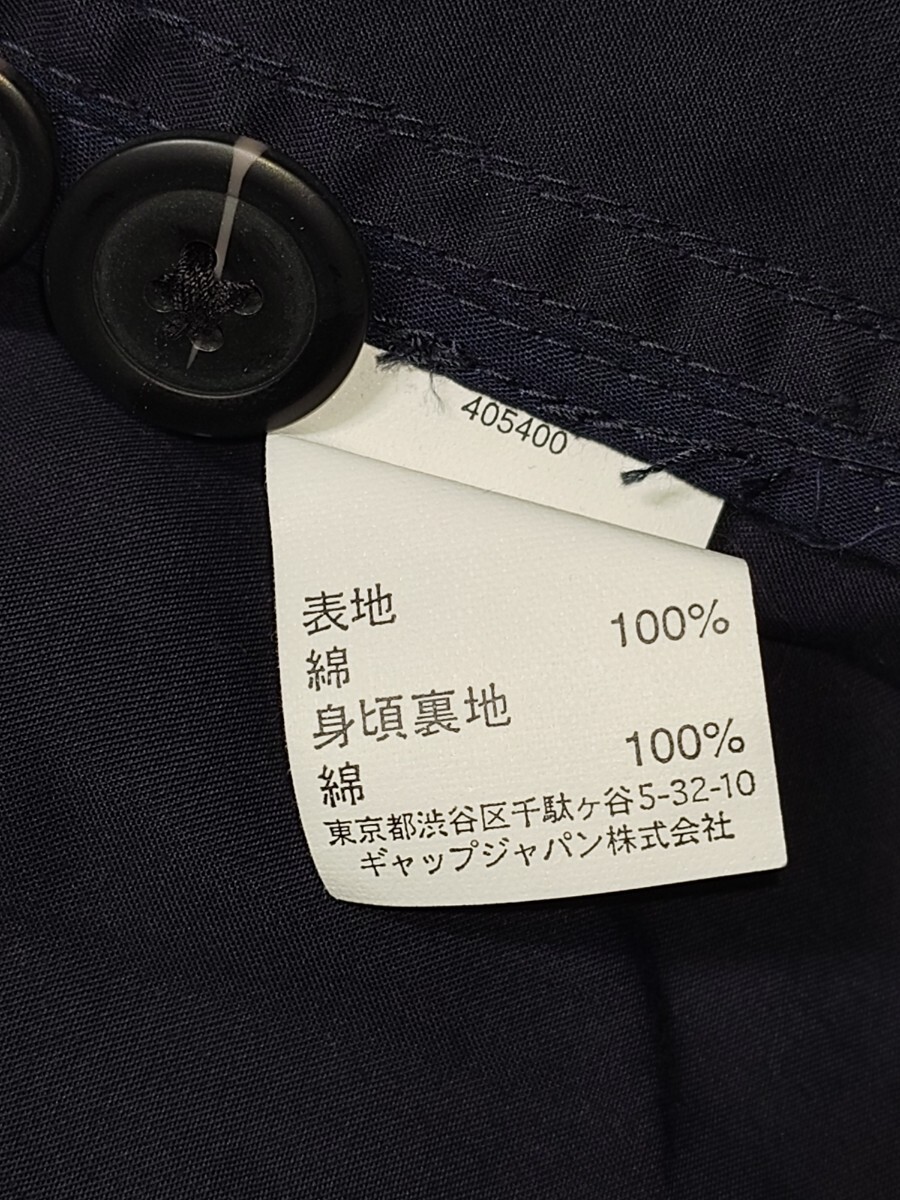 405400
表地
綿 100%
身頃裏地
綿 100%
東京都渋谷区千駄ヶ谷5-32-10
ギャップジャパン株式会社